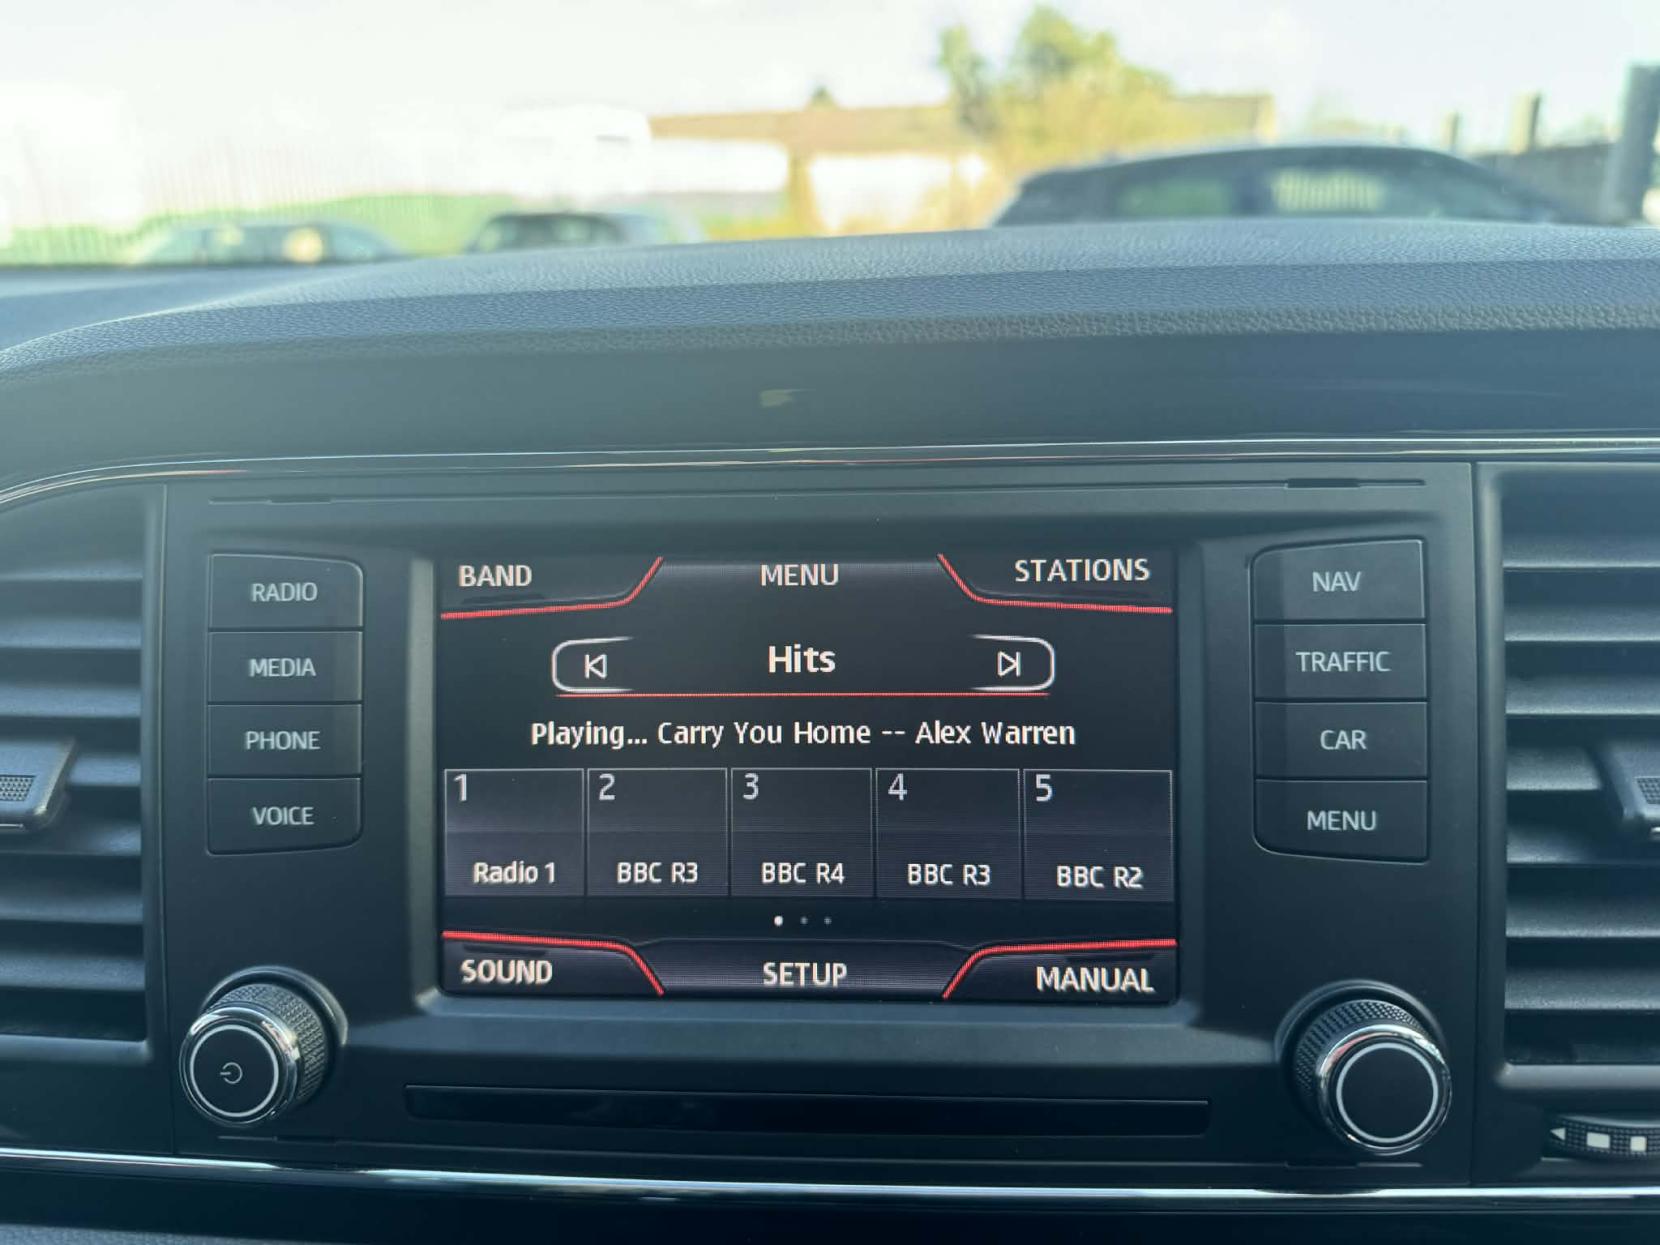 BAND MENU STATIONS
RADIO
NAV
Hits
MEDIA
TRAFFIC
Playing... Carry You Home -- Alex Warren
PHONE
CAR
1 2 3 4 5
VOICE
MENU
Radio 1 BBC R3 BBC R4 BBC R3 BBC R2
SOUND SETUP MANUAL